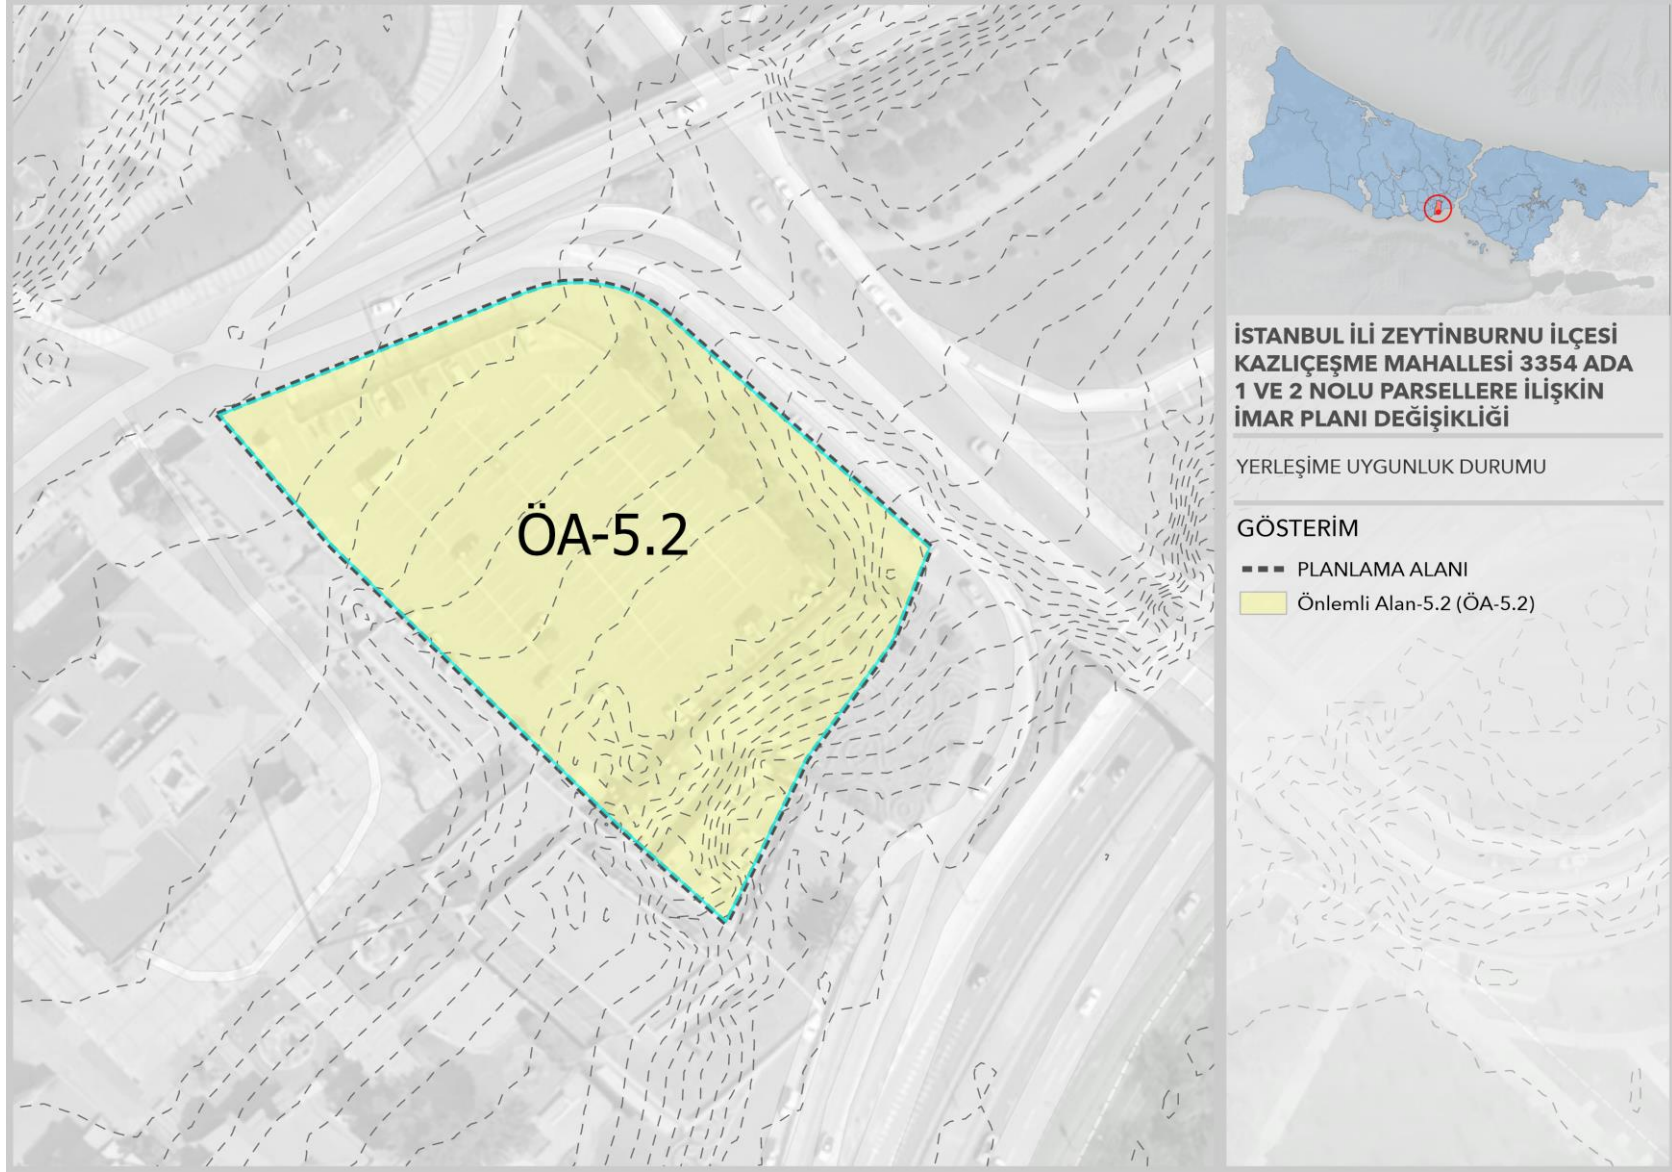 ÖA-5.2
İSTANBUL İLİ ZEYTİNBURNU İLÇESİ
KAZLIÇEŞME MAHALLESİ 3354 ADA
1 VE 2 NOLU PARSELLERE İLİŞKİN
İMAR PLANI DEĞİŞİKLİĞİ
YERLEŞİME UYGUNLUK DURUMU
GÖSTERİM
PLANLAMA ALANI
Önlemli Alan-5.2 (ÖA-5.2)